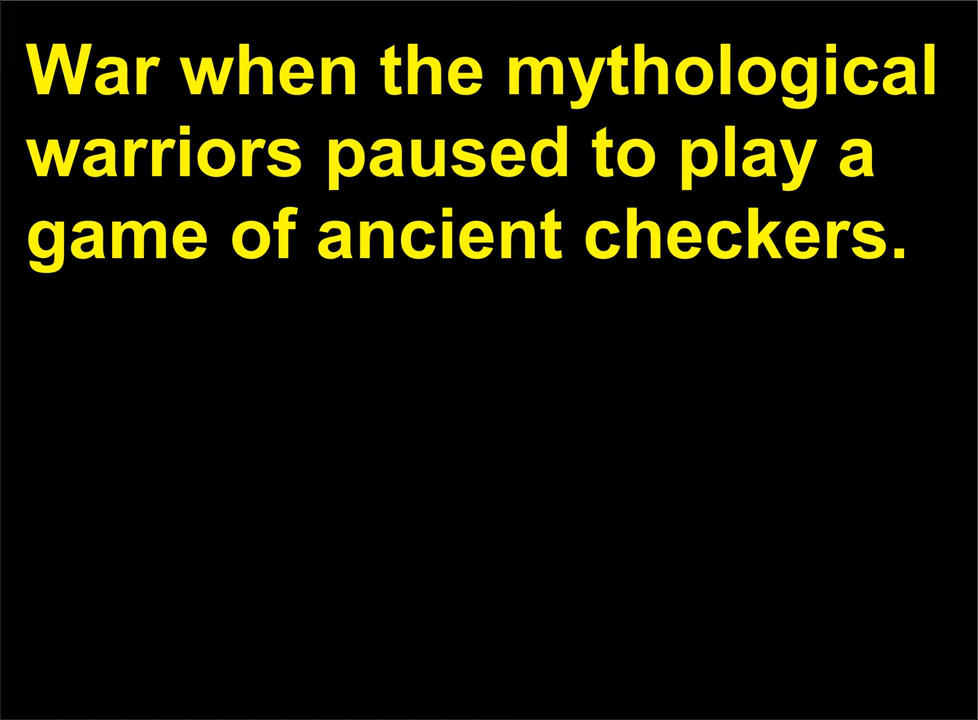 War when the mythological
warriors paused to play a
game of ancient checkers.